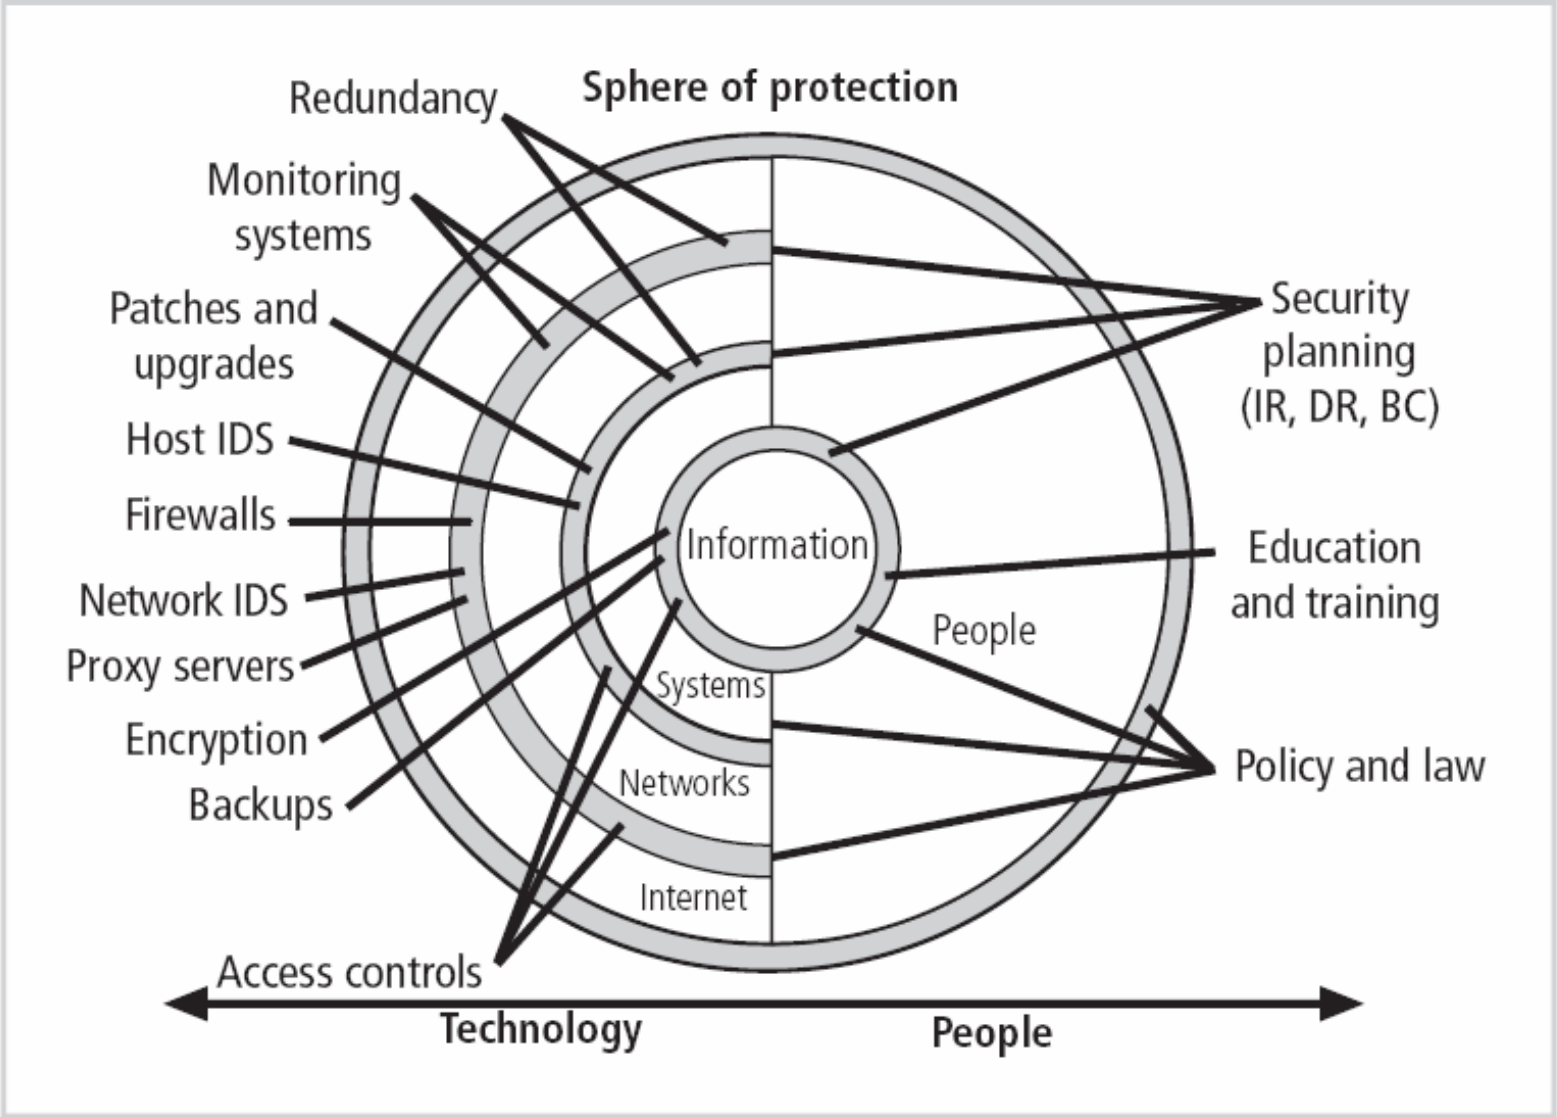 Sphere of protection
Redundancy
Monitoring
systems
Patches and
upgrades
Host IDS
Firewalls
Network IDS
Proxy servers
Encryption
Backups
Access controls
Information
People
Systems
Networks
Internet
Security
planning
(IR, DR, BC)
Education
and training
Policy and law
Technology
People